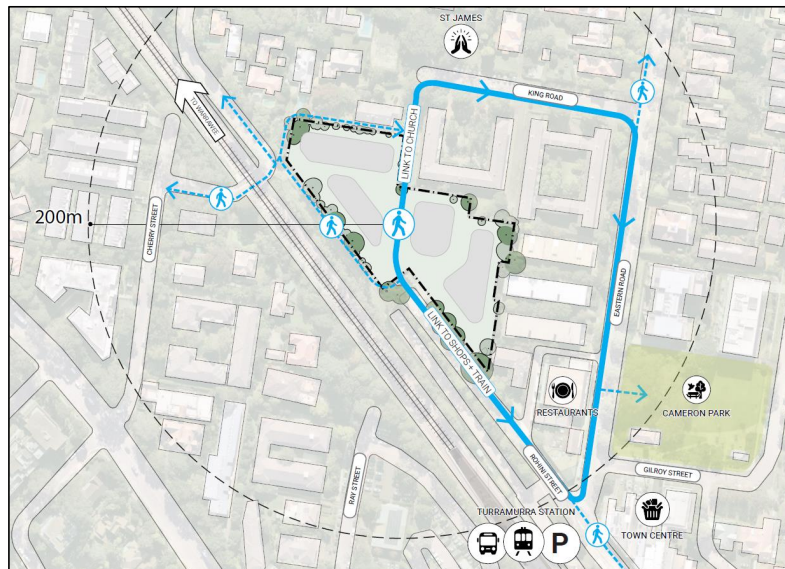 ST JAMES
KING ROAD
TO WARRAWEE
LINK TO CHURCH
200m
CHERRY STREET
EASTERN ROAD
LINK TO SHOPS + TRAIN
RESTAURANTS
CAMERON PARK
ROHINI STREET
GILROY STREET
RAY STREET
TURRAMURRA STATION
P
TOWN CENTRE